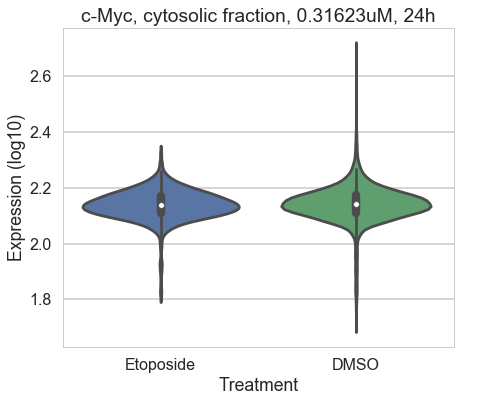 c-Myc, cytosolic fraction, 0.31623uM, 24h
Expression (log10)
2.6
2.4
2.2
2.0
1.8
Etoposide DMSO
Treatment